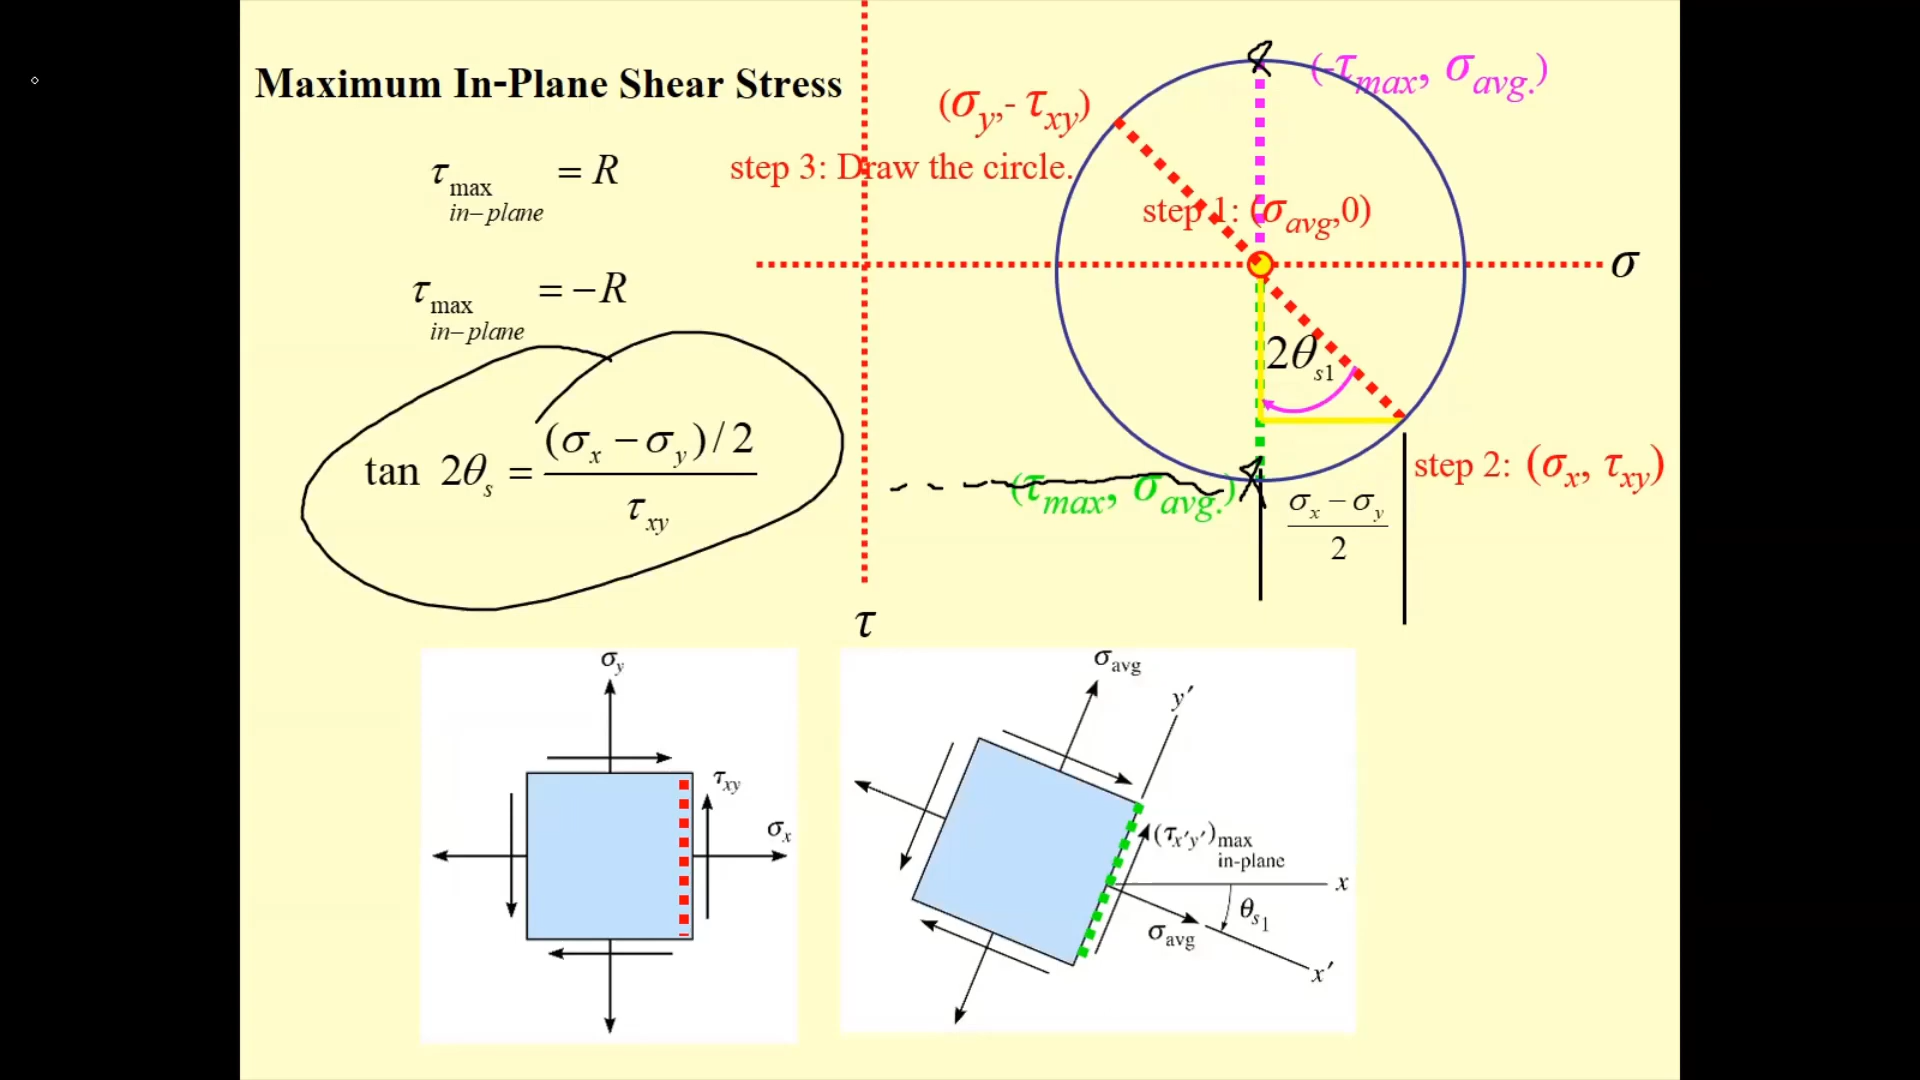 Maximum In-Plane Shear Stress
τ max in-plane = R
τ max in-plane = -R
tan 2θs = (σx - σy)/2 / τxy
(-τmax, σavg.)
(σy,- τxy)
step 3: Draw the circle.
step 1: (σavg,0)
σ
2θs1
step 2: (σx, τxy)
(τmax, σavg.)
σx - σy / 2
τ
σy
τxy
σx
σavg
y′
(τx′y′)max in-plane
x
θs1
σavg
x′